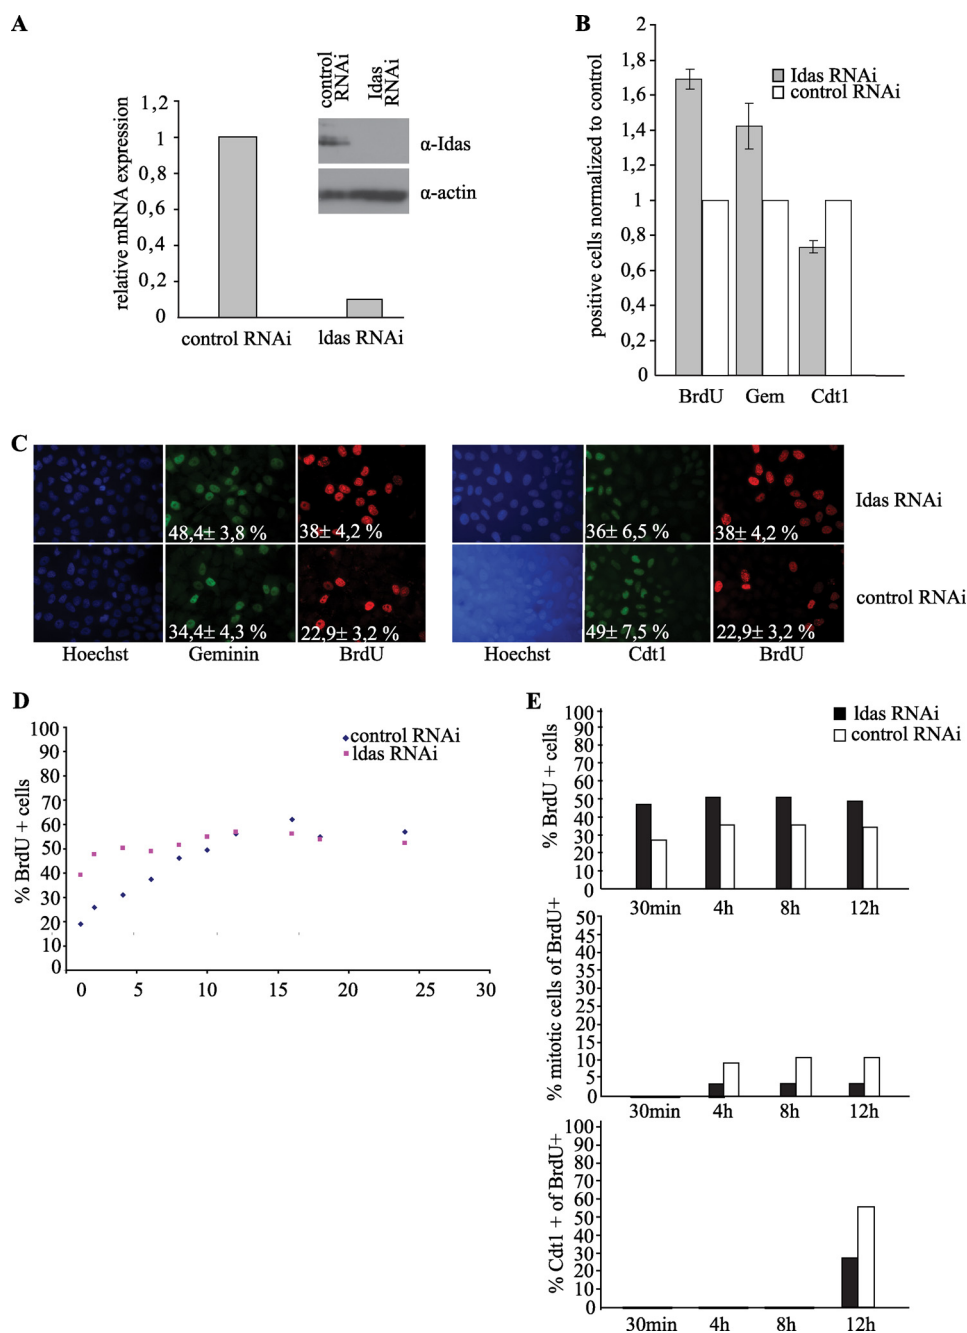 A
relative mRNA expression
1,2
1
0,8
0,6
0,4
0,2
0
control RNAi
Idas RNAi
control
RNAi
Idas
RNAi
α-Idas
α-actin
B
positive cells normalized to control
2
1,8
1,6
1,4
1,2
1
0,8
0,6
0,4
0,2
0
Idas RNAi
control RNAi
BrdU
Gem
Cdt1
C
48,4± 3,8 %
38± 4,2 %
36± 6,5 %
38± 4,2 %
Idas RNAi
34,4± 4,3 %
22,9± 3,2 %
49± 7,5 %
22,9± 3,2 %
control RNAi
Hoechst
Geminin
BrdU
Hoechst
Cdt1
BrdU
D
% BrdU + cells
100
90
80
70
60
50
40
30
20
10
0
control RNAi
Idas RNAi
0
5
10
15
20
25
30
E
% BrdU + cells
100
90
80
70
60
50
40
30
20
10
0
Idas RNAi
control RNAi
30min
4h
8h
12h
% mitotic cells of BrdU+
50
45
40
35
30
25
20
15
10
5
0
30min
4h
8h
12h
% Cdt1 + of BrdU+
100
90
80
70
60
50
40
30
20
10
0
30min
4h
8h
12h